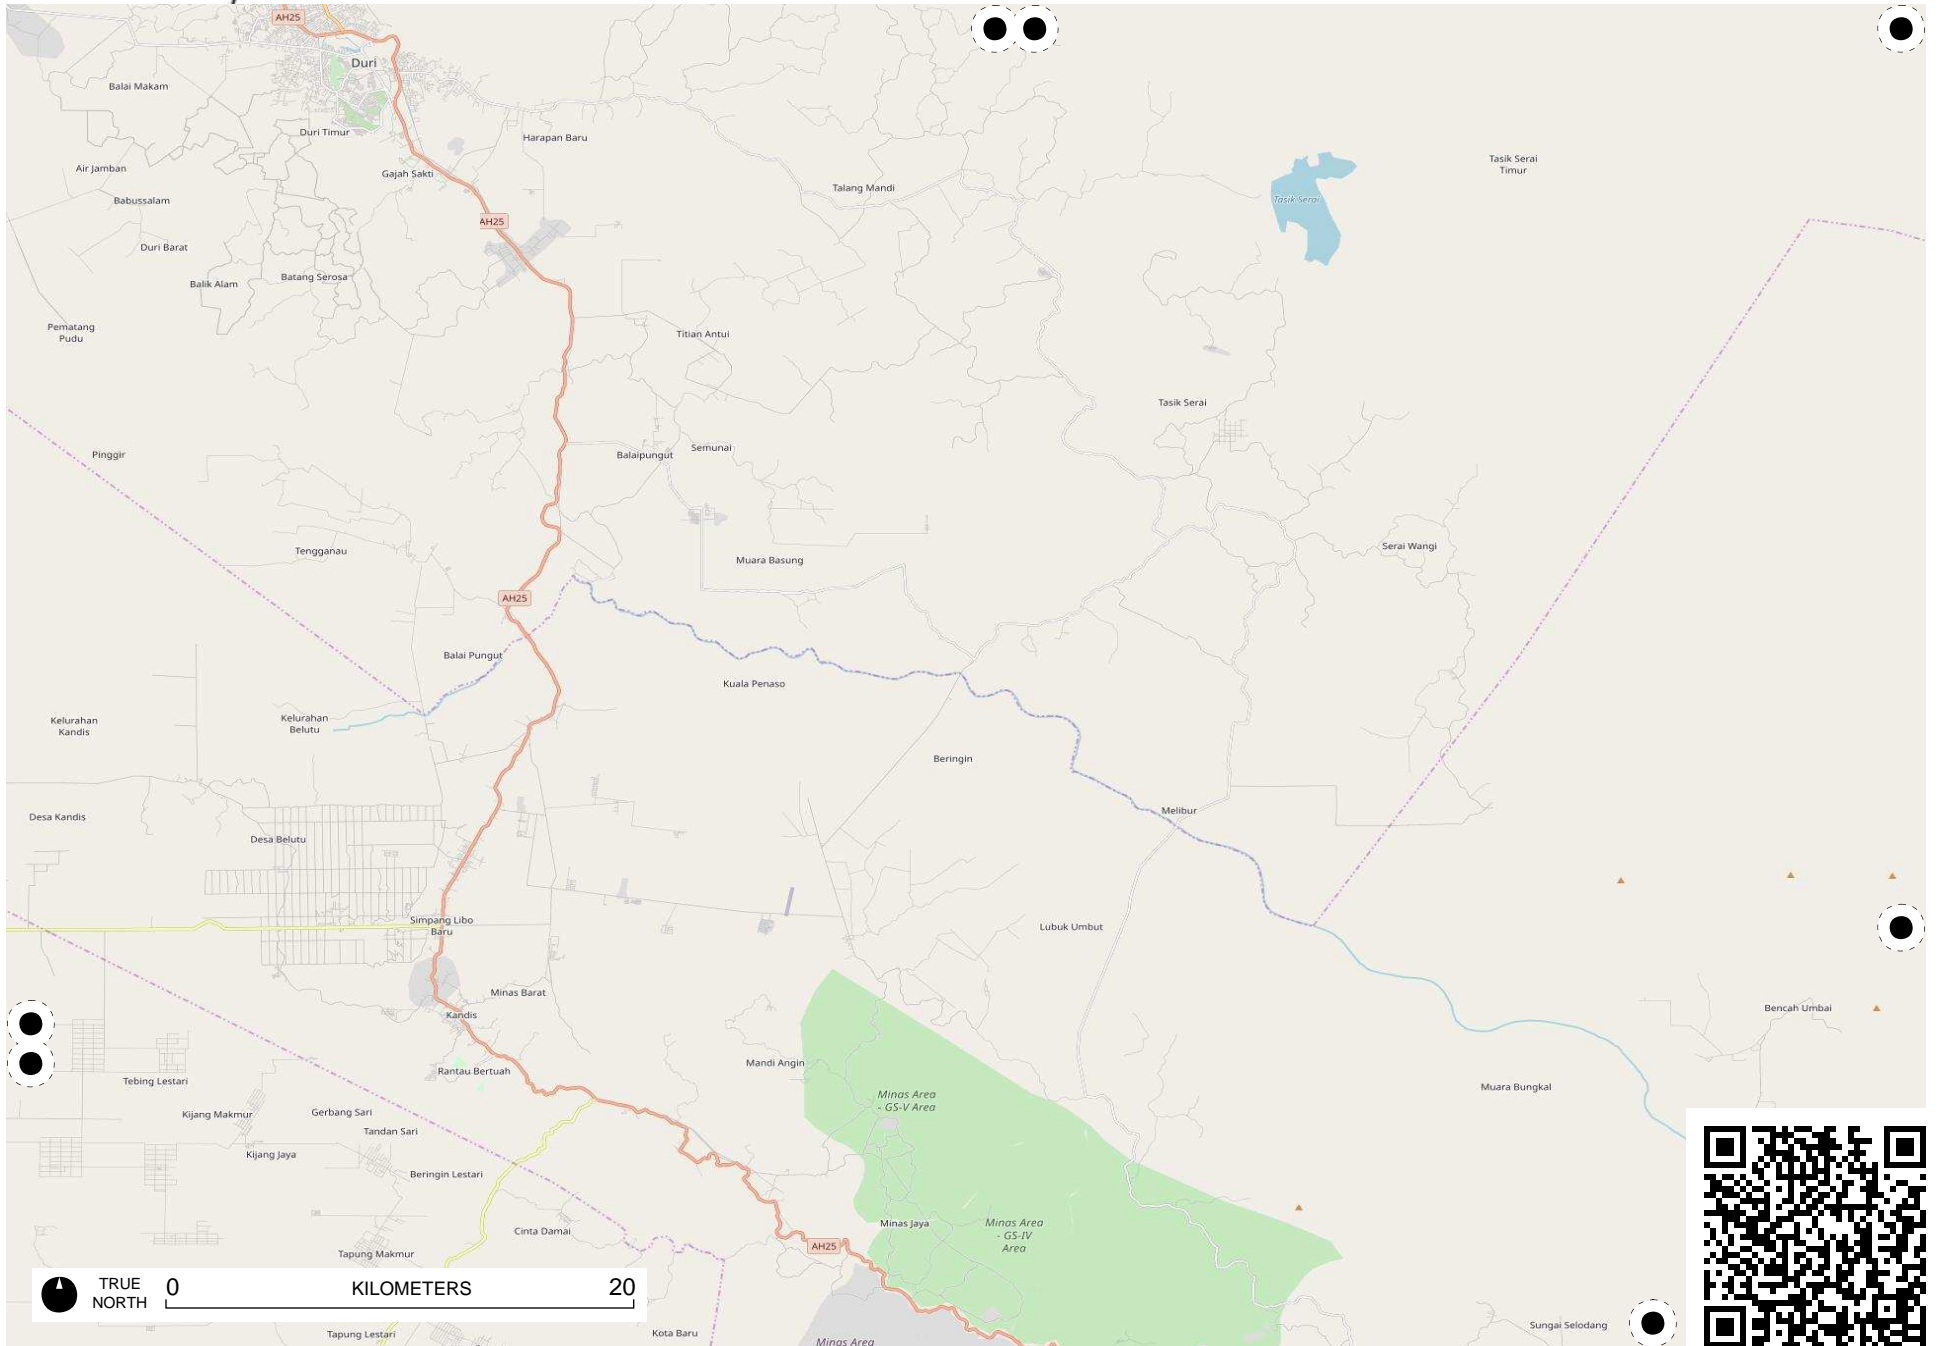 AH25
Duri
Balai Makam
Duri Timur
Harapan Baru
Air Jamban
Gajah Sakti
Tasik Serai
Timur
Talang Mandi
Babussalam
Tasik Serai
AH25
Duri Barat
Batang Serosa
Balik Alam
Pematang
Pudu
Titian Antui
Tasik Serai
Pinggir
Balaipungut
Semunai
Serai Wangi
Tengganau
Muara Basung
AH25
Balai Pungut
Kuala Penaso
Kelurahan
Kandis
Kelurahan
Belutu
Beringin
Melibur
Desa Kandis
Desa Belutu
Simpang Libo
Baru
Lubuk Umbut
Minas Barat
Kandis
Bencah Umbai
Mandi Angin
Rantau Bertuah
Tebing Lestari
Muara Bungkal
Minas Area
- GS-V Area
Kijang Makmur
Gerbang Sari
Tandan Sari
Kijang Jaya
Beringin Lestari
Minas Jaya
Minas Area
- GS-IV
Area
Cinta Damai
AH25
Tapung Makmur
TRUE
NORTH
0
KILOMETERS
20
Tapung Lestari
Kota Baru
Minas Area
Sungai Selodang